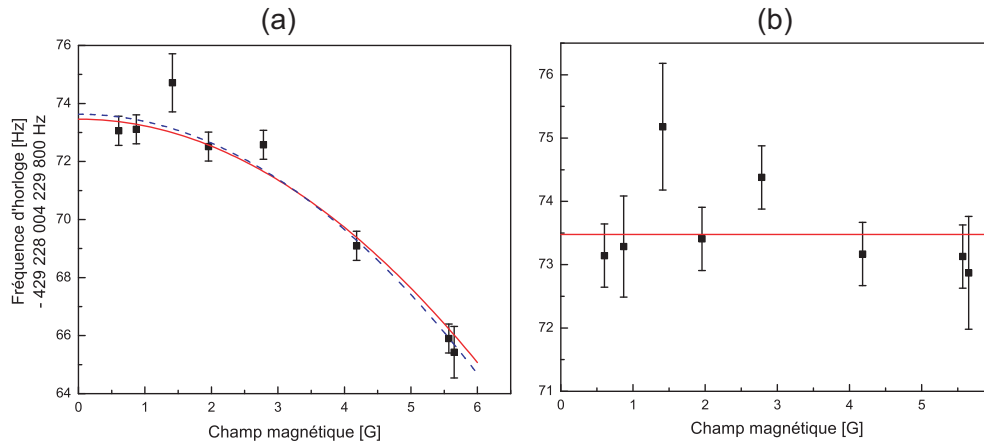 (a)
(b)
Fréquence d'horloge [Hz]
- 429 228 004 229 800 Hz
76
74
72
70
68
66
64
0 1 2 3 4 5 6
Champ magnétique [G]
76
75
74
73
72
71
0 1 2 3 4 5
Champ magnétique [G]